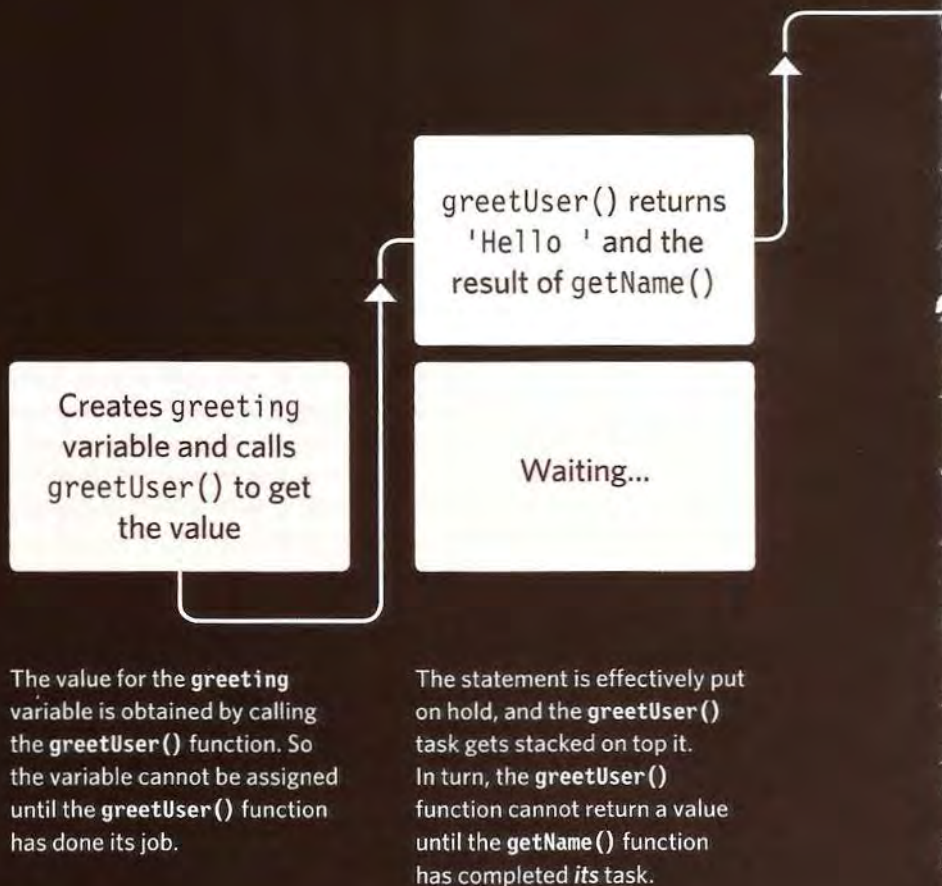 greetUser() returns
'Hello ' and the
result of getName()
Creates greeting
variable and calls
greetUser() to get
the value
Waiting...
The value for the greeting
variable is obtained by calling
the greetUser() function. So
the variable cannot be assigned
until the greetUser() function
has done its job.
The statement is effectively put
on hold, and the greetUser()
task gets stacked on top it.
In turn, the greetUser()
function cannot return a value
until the getName() function
has completed its task.